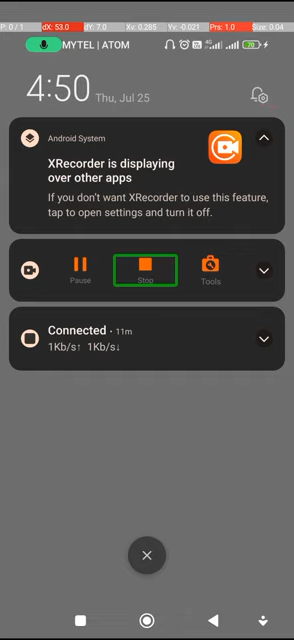 P: 0 / 1 dX: 53.0 dY: 7.0 Xv: 0.285 Yv: -0.021 Prs: 1.0 Size: 0.04
MYTEL | ATOM 4G 70
4:50 Thu, Jul 25
Android System
XRecorder is displaying
over other apps
If you don't want XRecorder to use this feature,
tap to open settings and turn it off.
Pause Stop Tools
Connected • 11m
1Kb/s↑ 1Kb/s↓